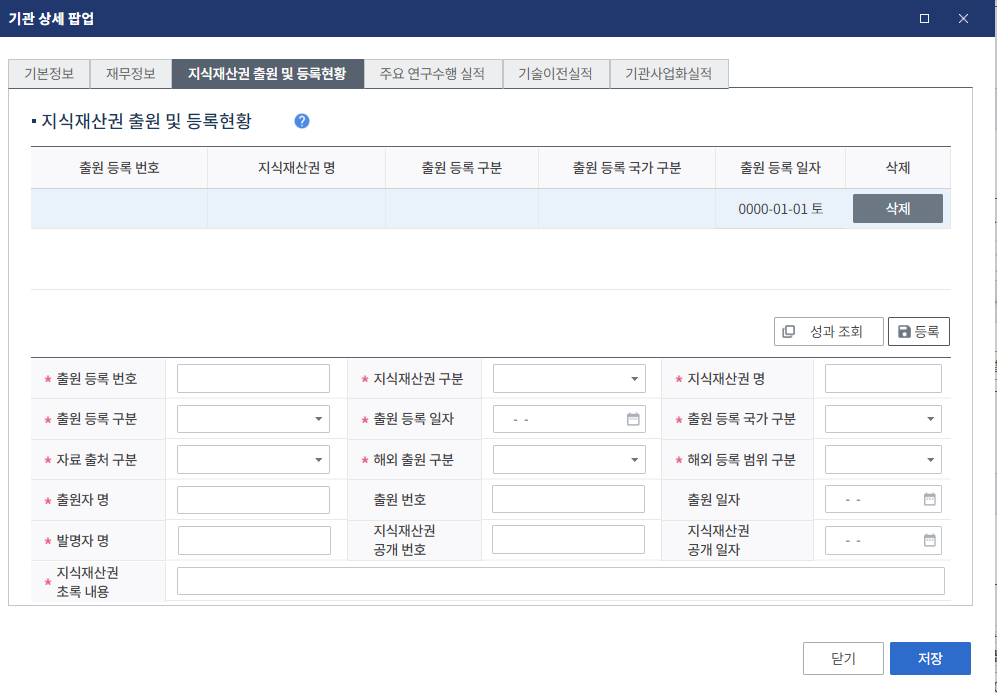 기관 상세 팝업
기본정보 재무정보 지식재산권 출원 및 등록현황 주요 연구수행 실적 기술이전실적 기관사업화실적
지식재산권 출원 및 등록현황 ?
출원 등록 번호 지식재산권 명 출원 등록 구분 출원 등록 국가 구분 출원 등록 일자 삭제
0000-01-01 토 삭제
성과 조회 등록
* 출원 등록 번호 * 지식재산권 구분 * 지식재산권 명
* 출원 등록 구분 * 출원 등록 일자 - - * 출원 등록 국가 구분
* 자료 출처 구분 * 해외 출원 구분 * 해외 등록 범위 구분
* 출원자 명 출원 번호 출원 일자 - -
* 발명자 명 지식재산권 공개 번호 지식재산권 공개 일자 - -
* 지식재산권
초록 내용
닫기 저장